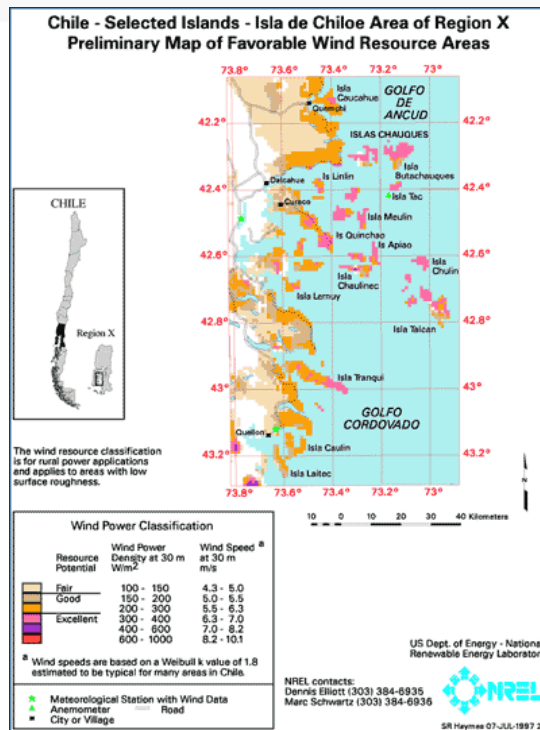 Chile - Selected Islands - Isla de Chiloe Area of Region X
Preliminary Map of Favorable Wind Resource Areas
73.8° 73.6° 73.4° 73.2° 73°
Isla
Caucahue
GOLFO
DE
ANCUD
Quemchi
42.2° 42.2°
ISLAS CHAUQUES
Isla
Butachauques
Dalcahue
Is Linlin
42.4° 42.4°
Isla Tac
Curaco
Isla Meulin
Is Quinchao
Is Apiao
42.6° 42.6°
Isla
Chulin
Isla
Chaulinec
Isla Lemuy
42.8° 42.8°
Isla Talcan
Isla Tranqui
43° 43°
GOLFO
CORDOVADO
Quellon
Isla Caulin
43.2° 43.2°
Isla Laitec
73.8° 73.6° 73.4° 73.2° 73°
CHILE
Region X
The wind resource classification
is for rural power applications
and applies to areas with low
surface roughness.
N
10 0 10 20 30 40 Kilometers
Wind Power Classification
Resource Potential
Wind Power Density at 30 m W/m2
Wind Speed a at 30 m m/s
Fair 100 - 150 4.3 - 5.0
Good 150 - 200 5.0 - 5.5
200 - 300 5.5 - 6.3
Excellent 300 - 400 6.3 - 7.0
400 - 600 7.0 - 8.2
600 - 1000 8.2 - 10.1
a Wind speeds are based on a Weibull k value of 1.8
estimated to be typical for many areas in Chile.
Meteorological Station with Wind Data
Anemometer Road
City or Village
US Dept. of Energy - National
Renewable Energy Laborator
NREL contacts:
Dennis Elliott (303) 384-6935
Marc Schwartz (303) 384-6936
NREL
SR Haymes 07-JUL-1997 2